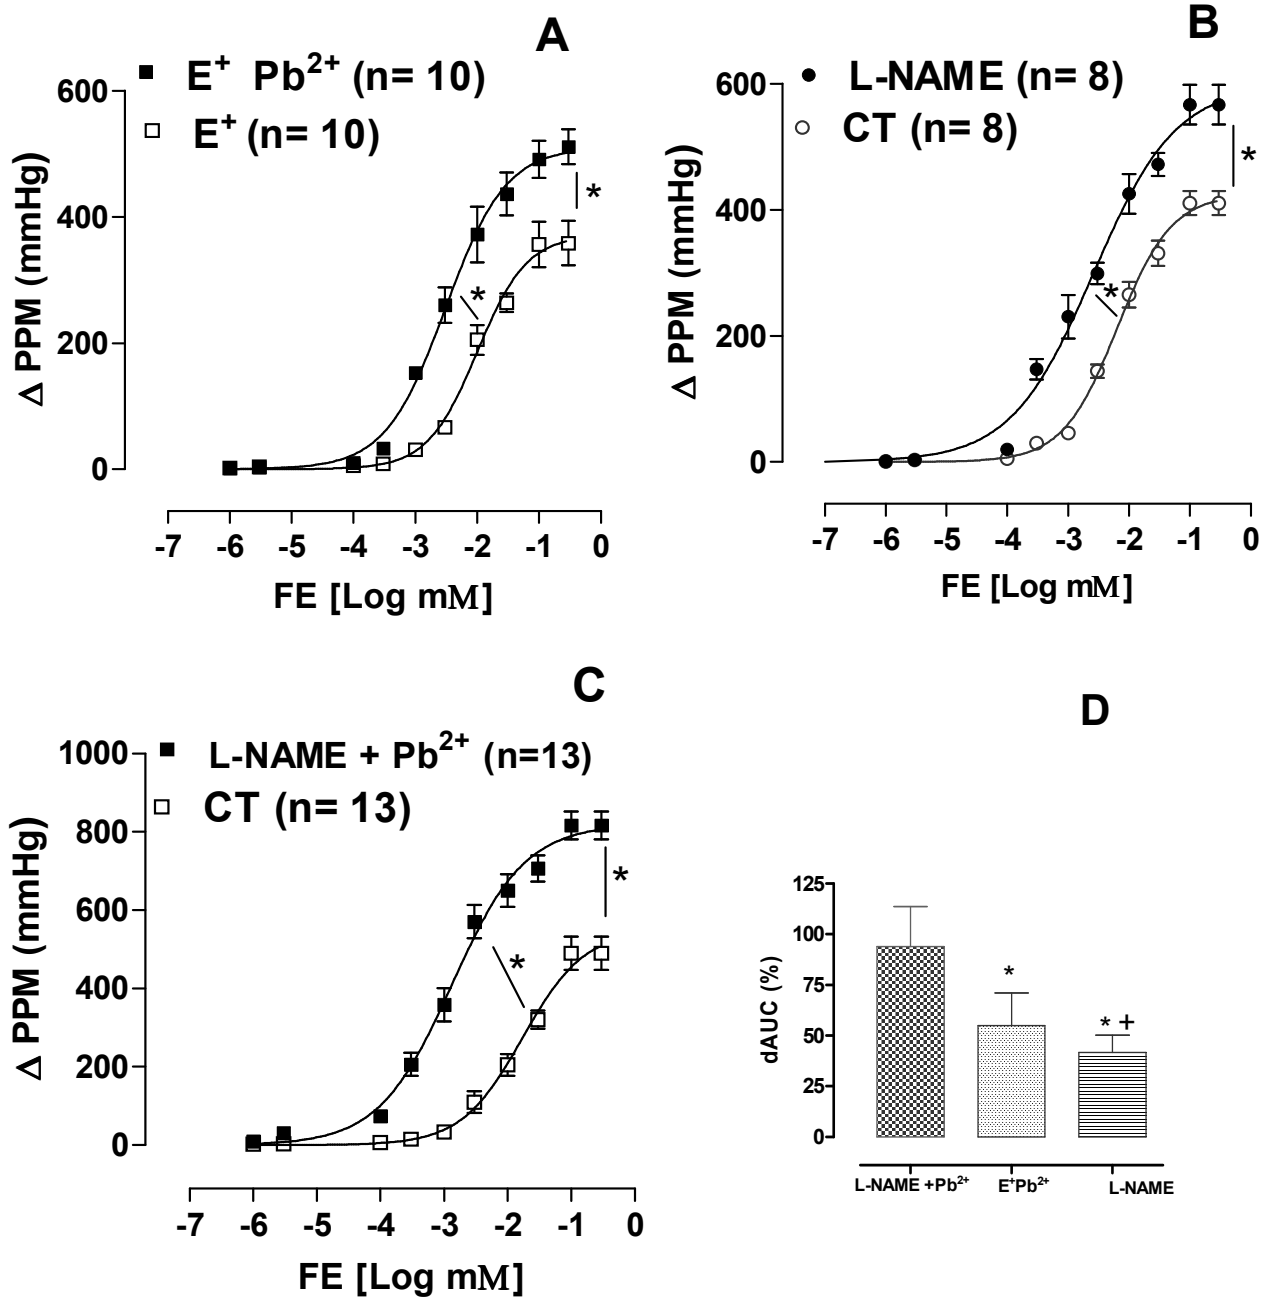 A
E⁺ Pb²⁺ (n= 10)
E⁺ (n= 10)
600
400
200
0
Δ PPM (mmHg)
*
*
-7 -6 -5 -4 -3 -2 -1 0
FE [Log mM]
B
L-NAME (n= 8)
CT (n= 8)
600
400
200
0
Δ PPM (mmHg)
*
*
-7 -6 -5 -4 -3 -2 -1 0
FE [Log mM]
C
L-NAME + Pb²⁺ (n=13)
CT (n= 13)
1000
800
600
400
200
0
Δ PPM (mmHg)
*
*
-7 -6 -5 -4 -3 -2 -1 0
FE [Log mM]
D
125
100
75
50
25
0
dAUC (%)
*
* +
L-NAME +Pb²⁺ E⁺Pb²⁺ L-NAME